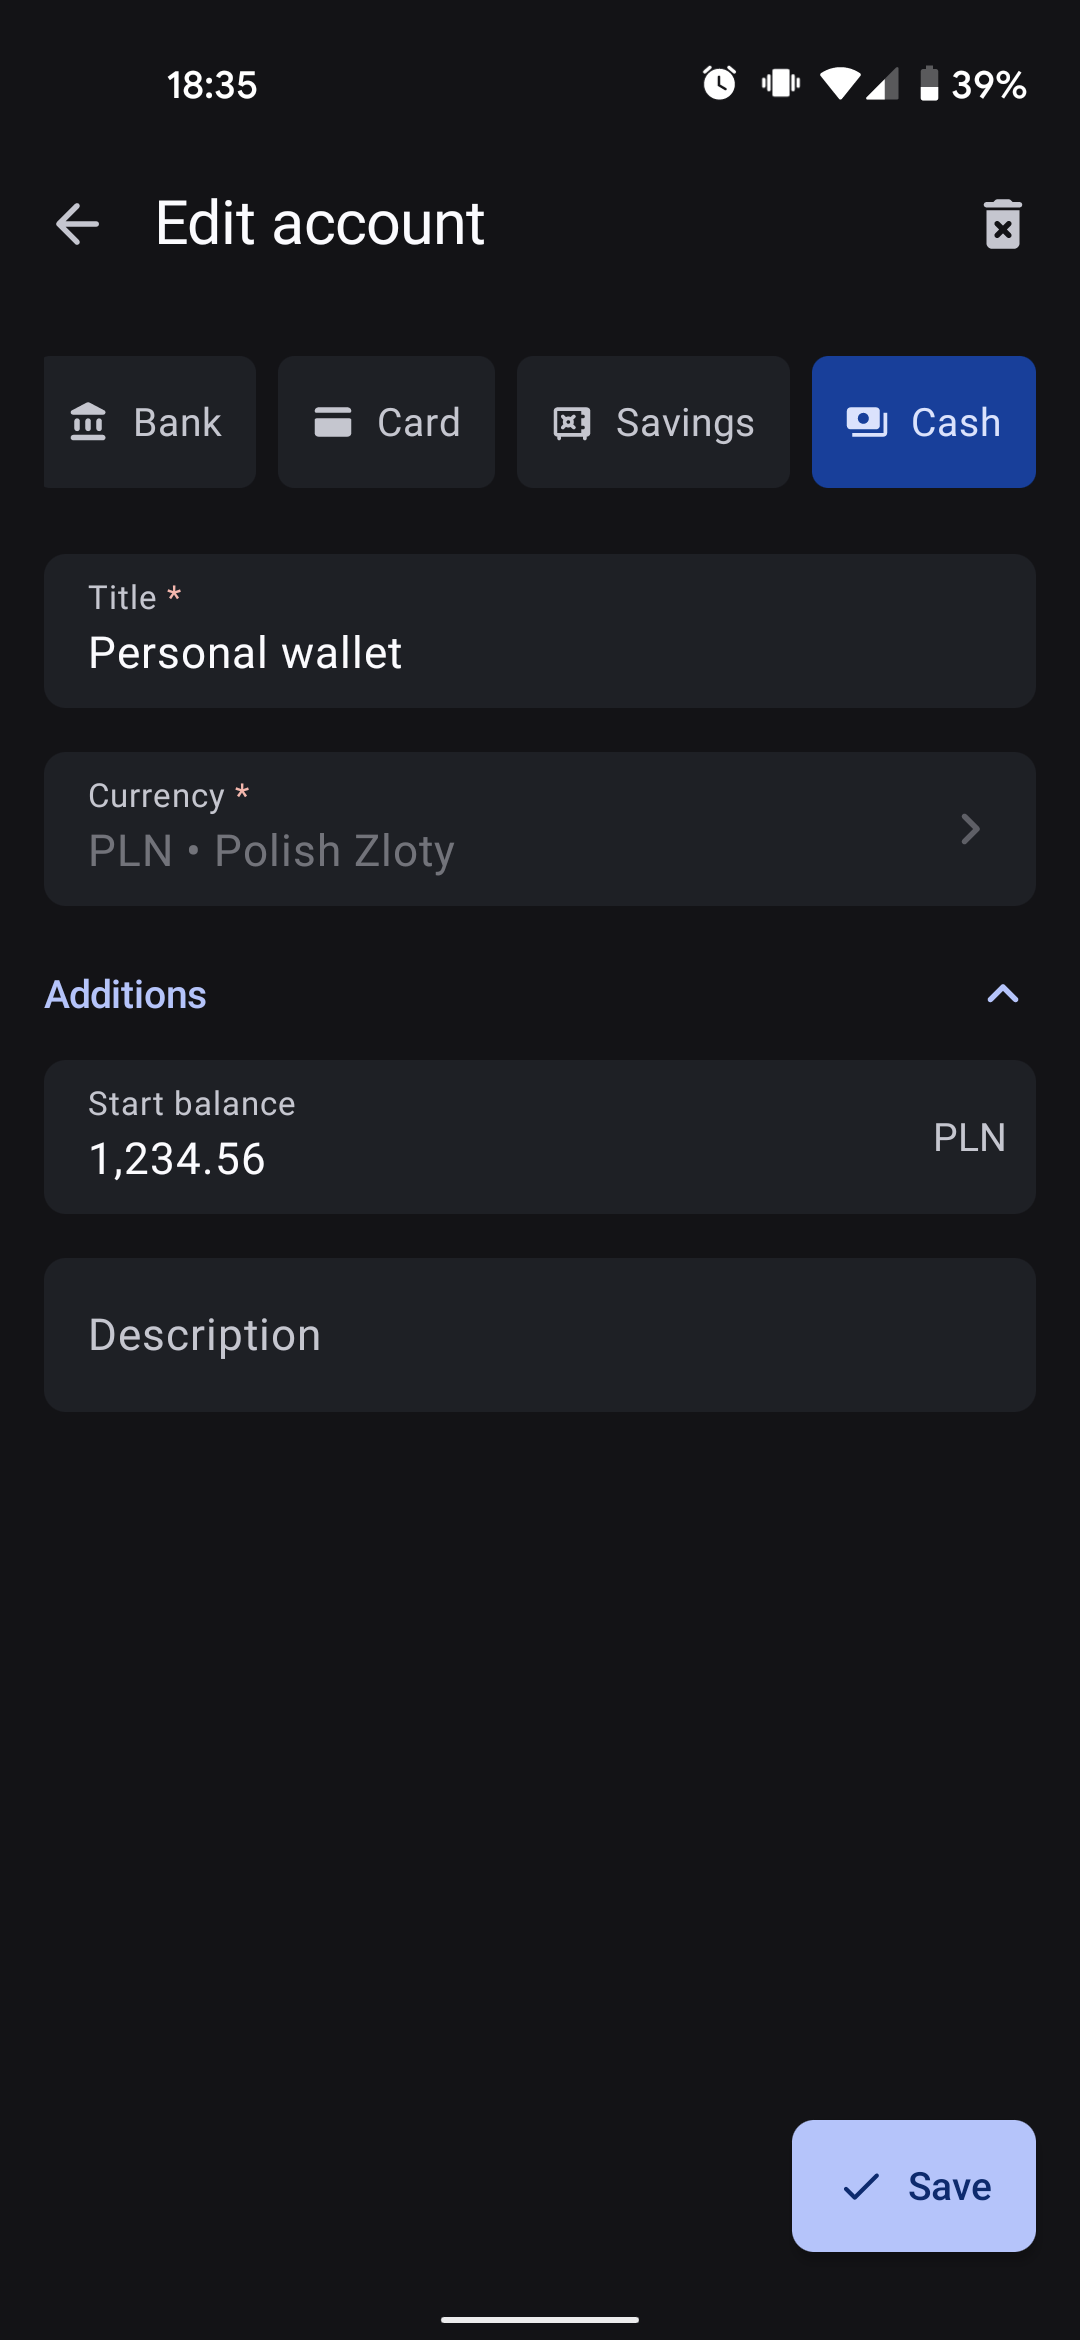 18:35 39%
Edit account
Bank Card Savings Cash
Title *
Personal wallet
Currency *
PLN • Polish Zloty
Additions
Start balance
1,234.56 PLN
Description
Save